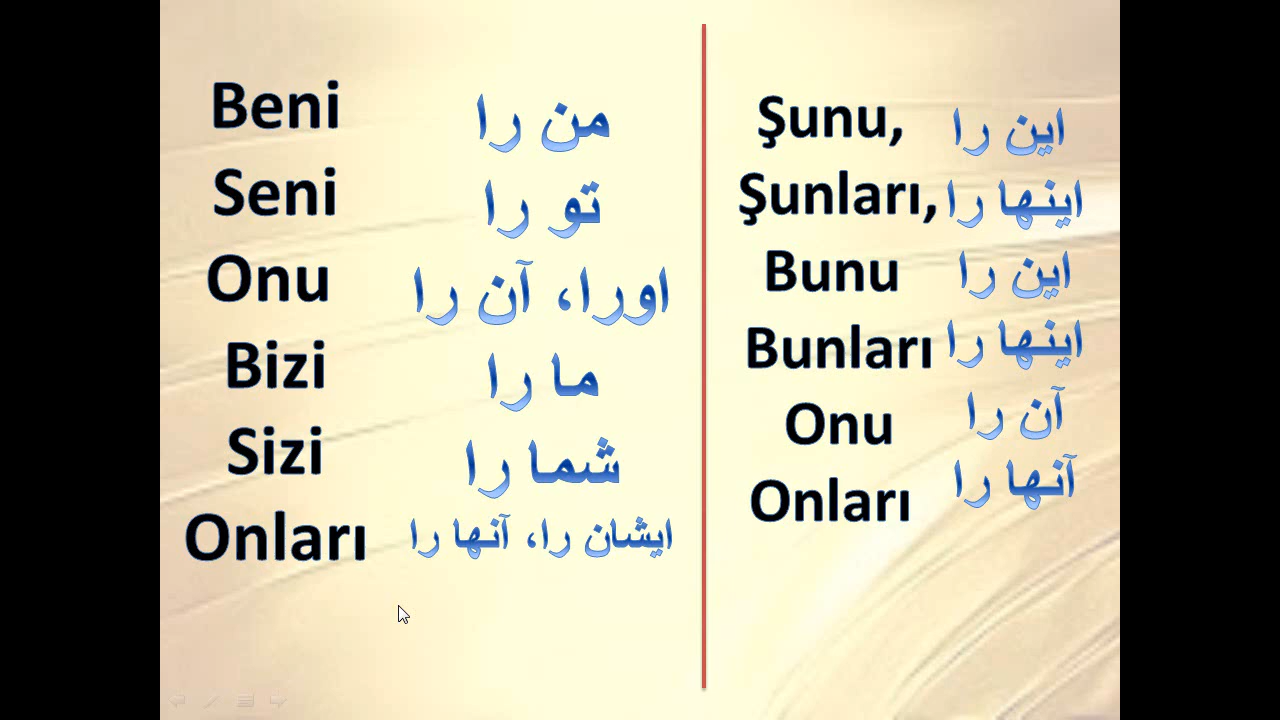 Beni من را
Seni تو را
Onu اورا، آن را
Bizi ما را
Sizi شما را
Onları ایشان را، آنها را
Şunu, این را
Şunları, اینها را
Bunu این را
Bunları اینها را
Onu آن را
Onları آنها را